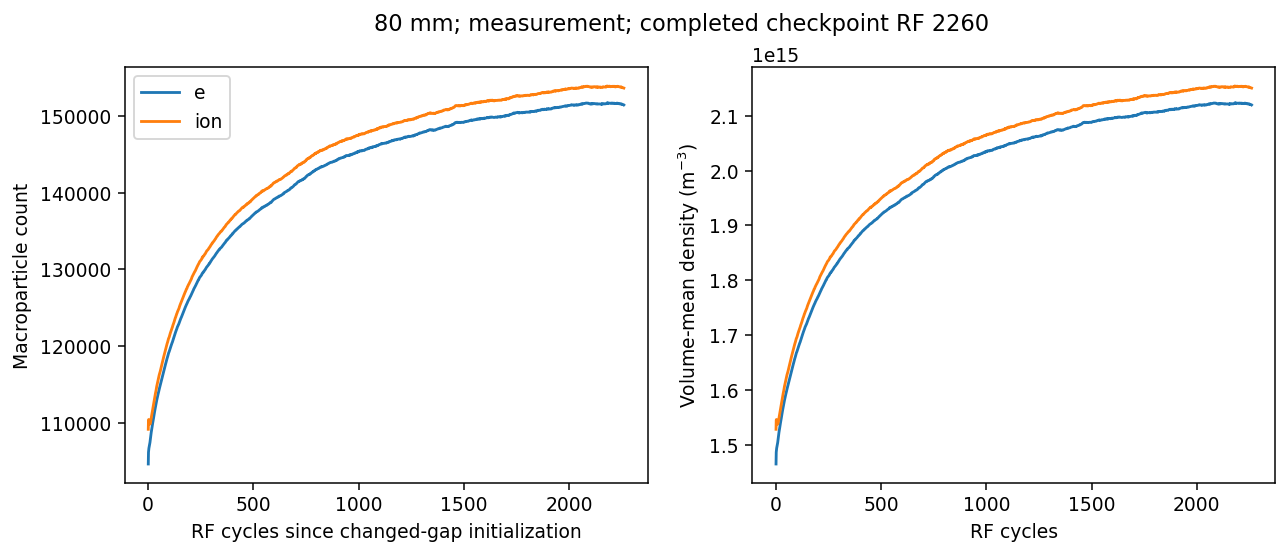 80 mm; measurement; completed checkpoint RF 2260
e
ion
Macroparticle count
150000
140000
130000
120000
110000
0
500
1000
1500
2000
RF cycles since changed-gap initialization
1e15
Volume-mean density (m⁻³)
2.1
2.0
1.9
1.8
1.7
1.6
1.5
0
500
1000
1500
2000
RF cycles